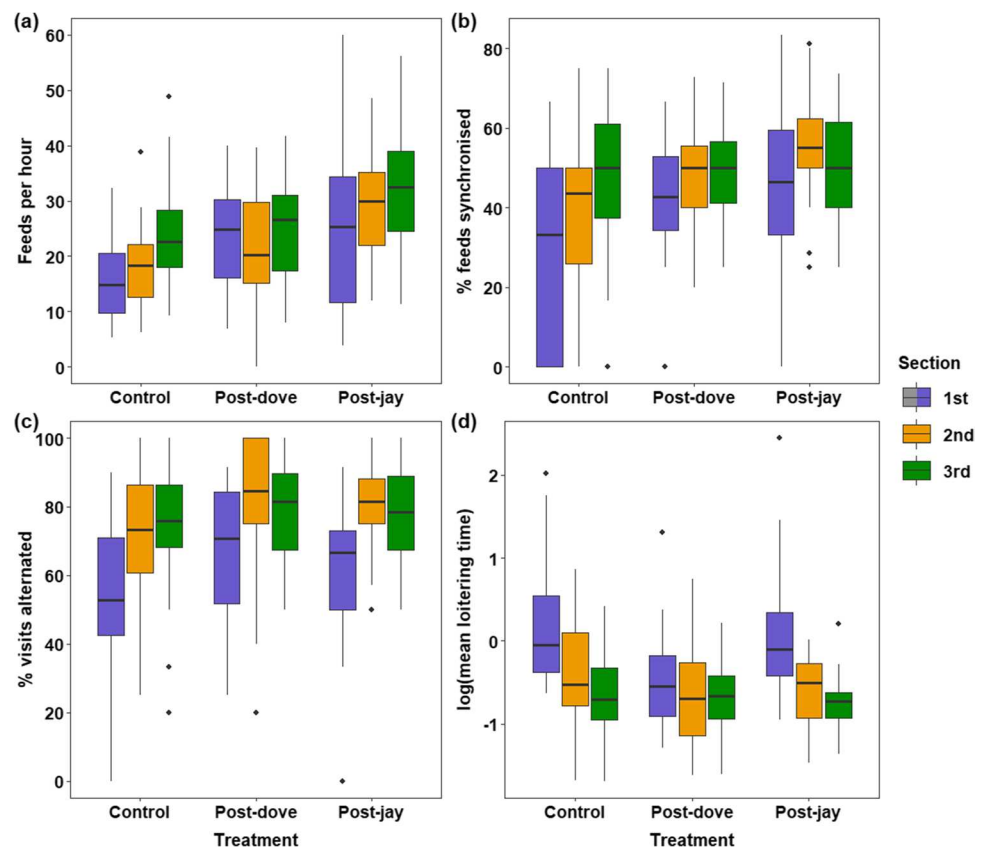 (a)
Feeds per hour
60
50
40
30
20
10
0
Control
Post-dove
Post-jay
(b)
% feeds synchronised
80
60
40
20
0
Control
Post-dove
Post-jay
Section
1st
2nd
3rd
(c)
% visits alternated
100
80
60
40
20
0
Control
Post-dove
Post-jay
Treatment
(d)
log(mean loitering time)
2
1
0
-1
Control
Post-dove
Post-jay
Treatment